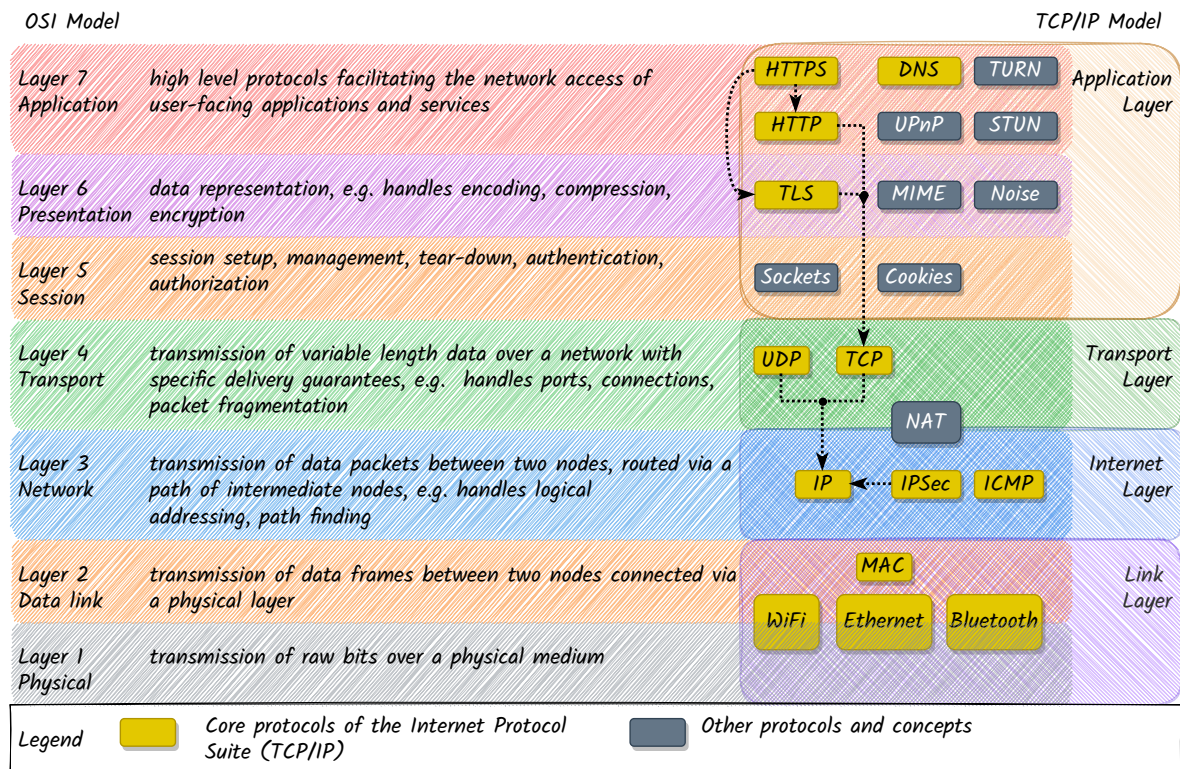 OSI Model
TCP/IP Model
Layer 7
Application
high level protocols facilitating the network access of
user-facing applications and services
HTTPS
DNS
TURN
HTTP
UPnP
STUN
Application
Layer
Layer 6
Presentation
data representation, e.g. handles encoding, compression,
encryption
TLS
MIME
Noise
Layer 5
Session
session setup, management, tear-down, authentication,
authorization
Sockets
Cookies
Layer 4
Transport
transmission of variable length data over a network with
specific delivery guarantees, e.g. handles ports, connections,
packet fragmentation
UDP
TCP
NAT
Transport
Layer
Layer 3
Network
transmission of data packets between two nodes, routed via a
path of intermediate nodes, e.g. handles logical
addressing, path finding
IP
IPSec
ICMP
Internet
Layer
Layer 2
Data link
transmission of data frames between two nodes connected via
a physical layer
MAC
WiFi
Ethernet
Bluetooth
Link
Layer
Layer 1
Physical
transmission of raw bits over a physical medium
Legend
Core protocols of the Internet Protocol
Suite (TCP/IP)
Other protocols and concepts